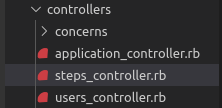 controllers
concerns
application_controller.rb
steps_controller.rb
users_controller.rb